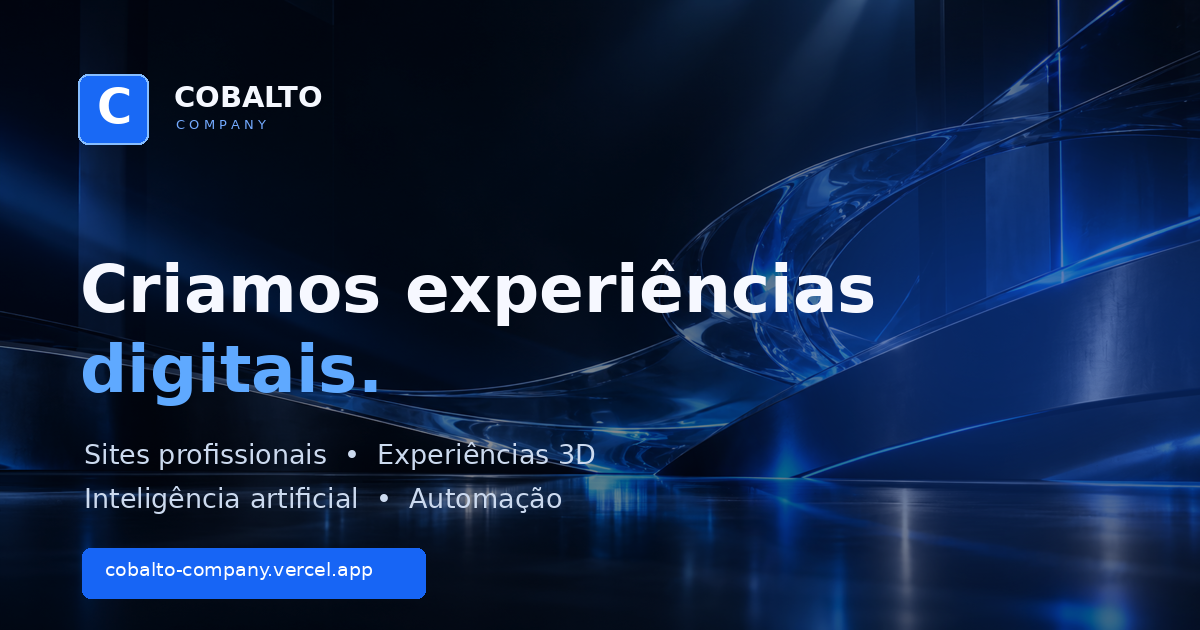 C
COBALTO
COMPANY
Criamos experiências
digitais.
Sites profissionais • Experiências 3D
Inteligência artificial • Automação
cobalto-company.vercel.app